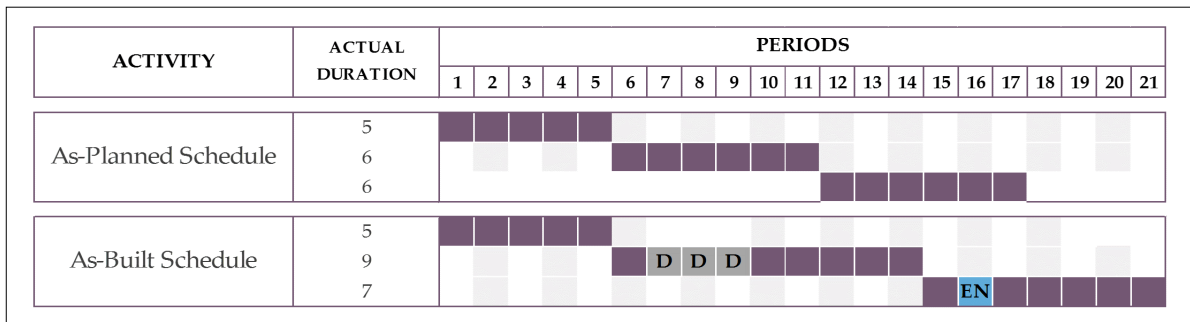 ACTIVITY
ACTUAL
DURATION
PERIODS
1 2 3 4 5 6 7 8 9 10 11 12 13 14 15 16 17 18 19 20 21
As-Planned Schedule
5
6
6
As-Built Schedule
5
9 D D D
7 EN